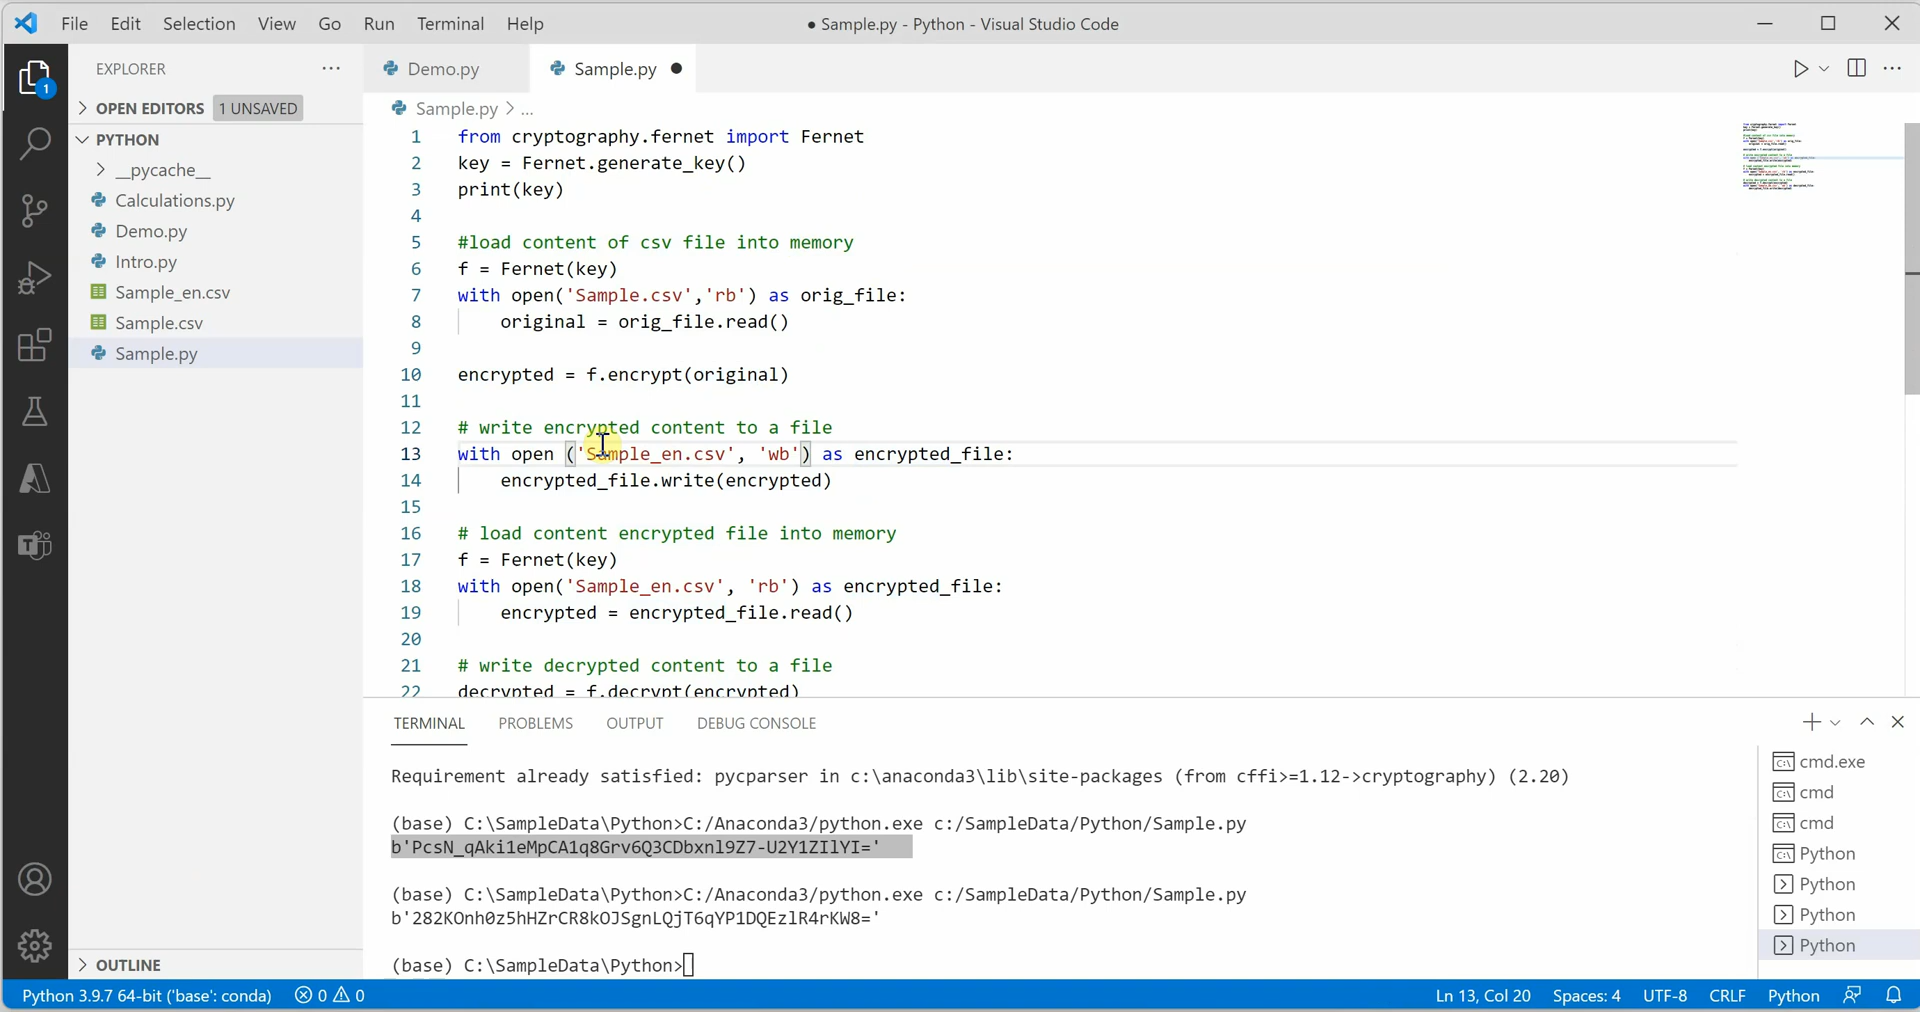 File Edit Selection View Go Run Terminal Help
● Sample.py - Python - Visual Studio Code
EXPLORER
OPEN EDITORS 1 UNSAVED
PYTHON
__pycache__
Calculations.py
Demo.py
Intro.py
Sample_en.csv
Sample.csv
Sample.py
OUTLINE
1
Demo.py Sample.py ●
Sample.py > ...
1 from cryptography.fernet import Fernet
2 key = Fernet.generate_key()
3 print(key)
4
5 #load content of csv file into memory
6 f = Fernet(key)
7 with open('Sample.csv','rb') as orig_file:
8 original = orig_file.read()
9
10 encrypted = f.encrypt(original)
11
12 # write encrypted content to a file
13 with open ('Sample_en.csv', 'wb') as encrypted_file:
14 encrypted_file.write(encrypted)
15
16 # load content encrypted file into memory
17 f = Fernet(key)
18 with open('Sample_en.csv', 'rb') as encrypted_file:
19 encrypted = encrypted_file.read()
20
21 # write decrypted content to a file
22 decrypted = f.decrypt(encrypted)
TERMINAL PROBLEMS OUTPUT DEBUG CONSOLE
Requirement already satisfied: pycparser in c:\anaconda3\lib\site-packages (from cffi>=1.12->cryptography) (2.20)
(base) C:\SampleData\Python>C:/Anaconda3/python.exe c:/SampleData/Python/Sample.py
b'PcsN_qAki1eMpCA1q8Grv6Q3CDbxnl9Z7-U2Y1ZIlYI='
(base) C:\SampleData\Python>C:/Anaconda3/python.exe c:/SampleData/Python/Sample.py
b'282KOnh0z5hHZrCR8kOJSgnLQjT6qYP1DQEzlR4rKW8='
(base) C:\SampleData\Python>
cmd.exe
cmd
cmd
Python
Python
Python
Python
Python 3.9.7 64-bit ('base': conda) 0 0
Ln 13, Col 20 Spaces: 4 UTF-8 CRLF Python